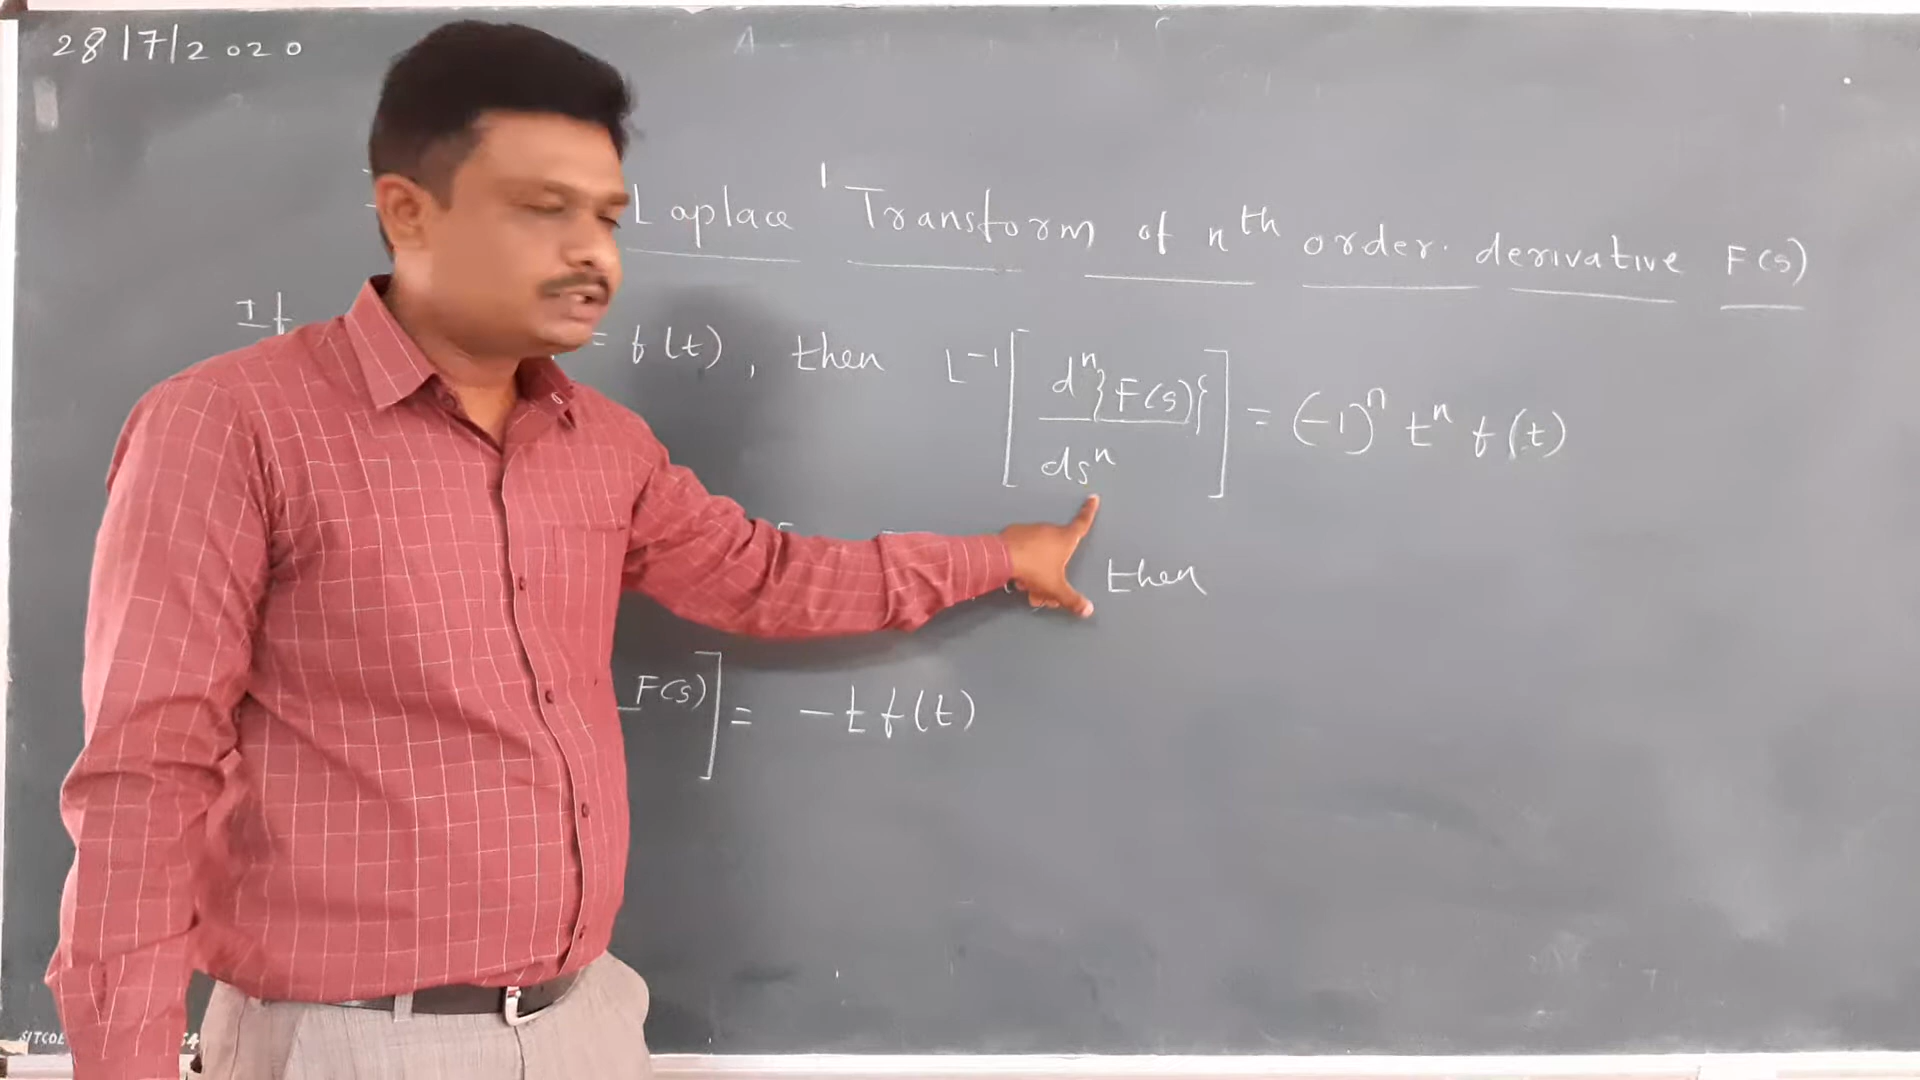 28/7/2020
Laplace Transform of nth order derivative F(s)
If = f(t), then L⁻¹[dⁿ{F(s)}/dsⁿ] = (-1)ⁿ tⁿ f(t)
then
F(s)] = -t f(t)